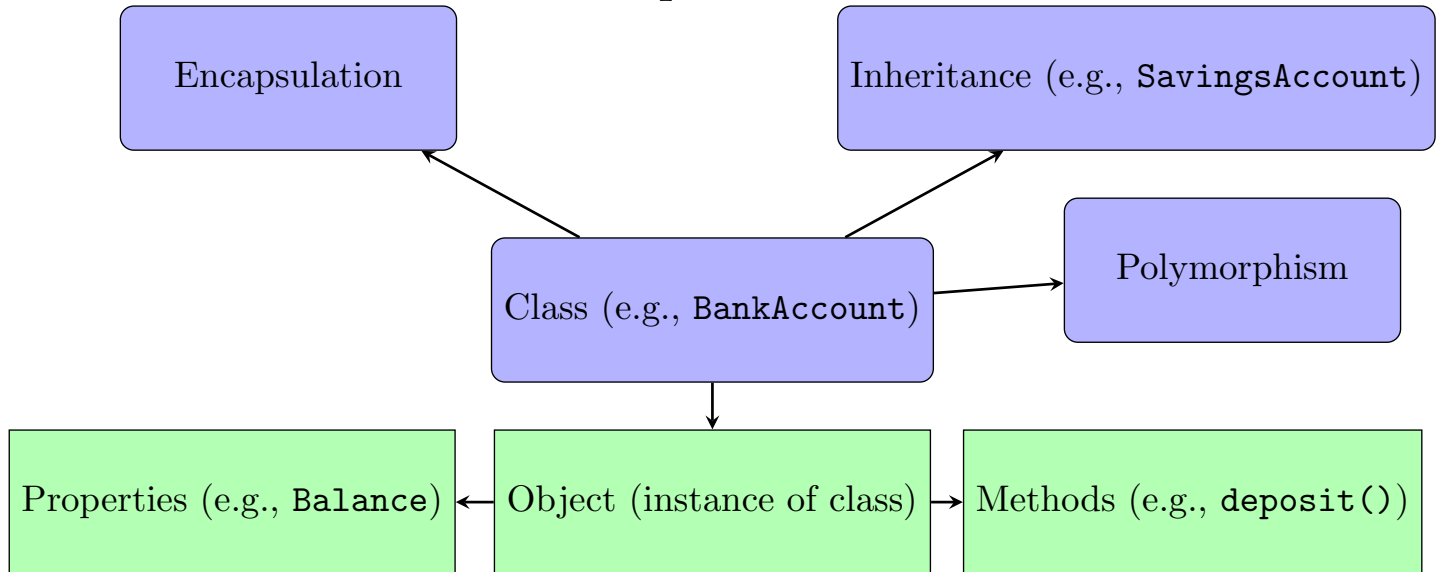 Encapsulation
Inheritance (e.g., SavingsAccount)
Polymorphism
Class (e.g., BankAccount)
Properties (e.g., Balance)
Object (instance of class)
Methods (e.g., deposit())